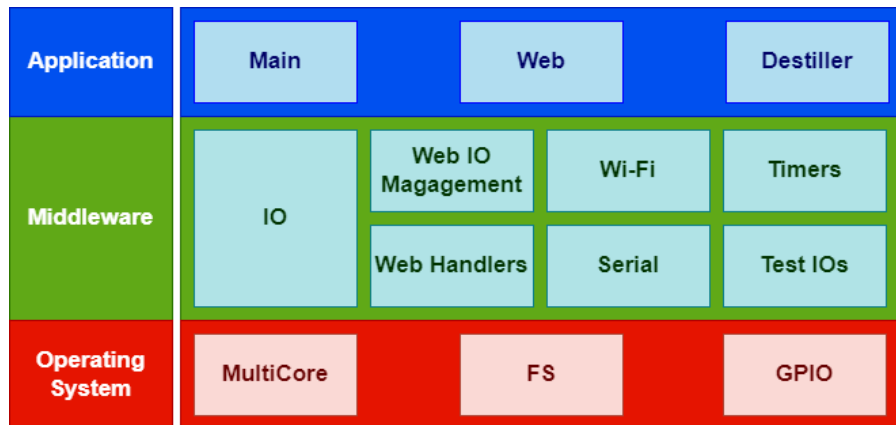 Application
Main
Web
Destiller
Middleware
IO
Web IO
Magagement
Wi-Fi
Timers
Web Handlers
Serial
Test IOs
Operating
System
MultiCore
FS
GPIO